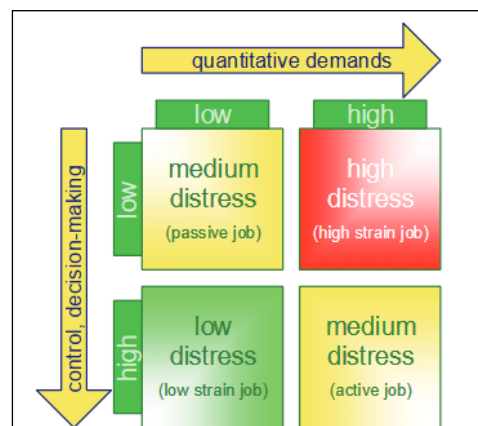 quantitative demands
low
high
control, decision-making
low
medium
distress
(passive job)
high
distress
(high strain job)
high
low
distress
(low strain job)
medium
distress
(active job)